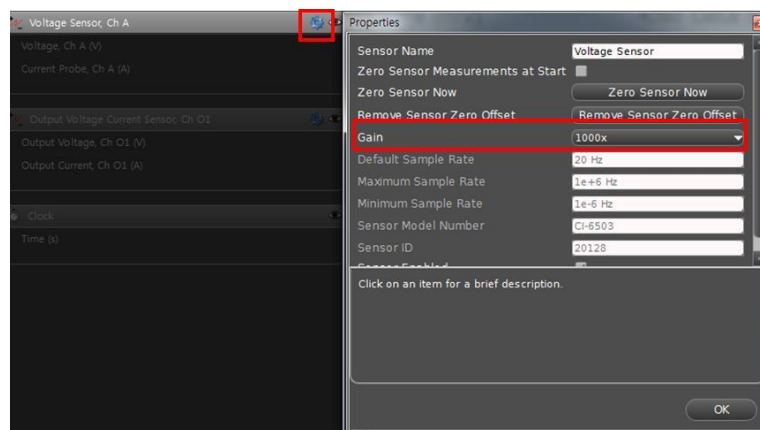 Voltage Sensor, Ch A
Voltage, Ch A (V)
Current Probe, Ch A (A)
Output Voltage Current Sensor, Ch O1
Output Voltage, Ch O1 (V)
Output Current, Ch O1 (A)
Clock
Time (s)
Properties
Sensor Name Voltage Sensor
Zero Sensor Measurements at Start
Zero Sensor Now Zero Sensor Now
Remove Sensor Zero Offset Remove Sensor Zero Offset
Gain 1000x
Default Sample Rate 20 Hz
Maximum Sample Rate 1e+6 Hz
Minimum Sample Rate 1e-6 Hz
Sensor Model Number CI-6503
Sensor ID 20128
Sensor Enabled
Click on an item for a brief description.
OK